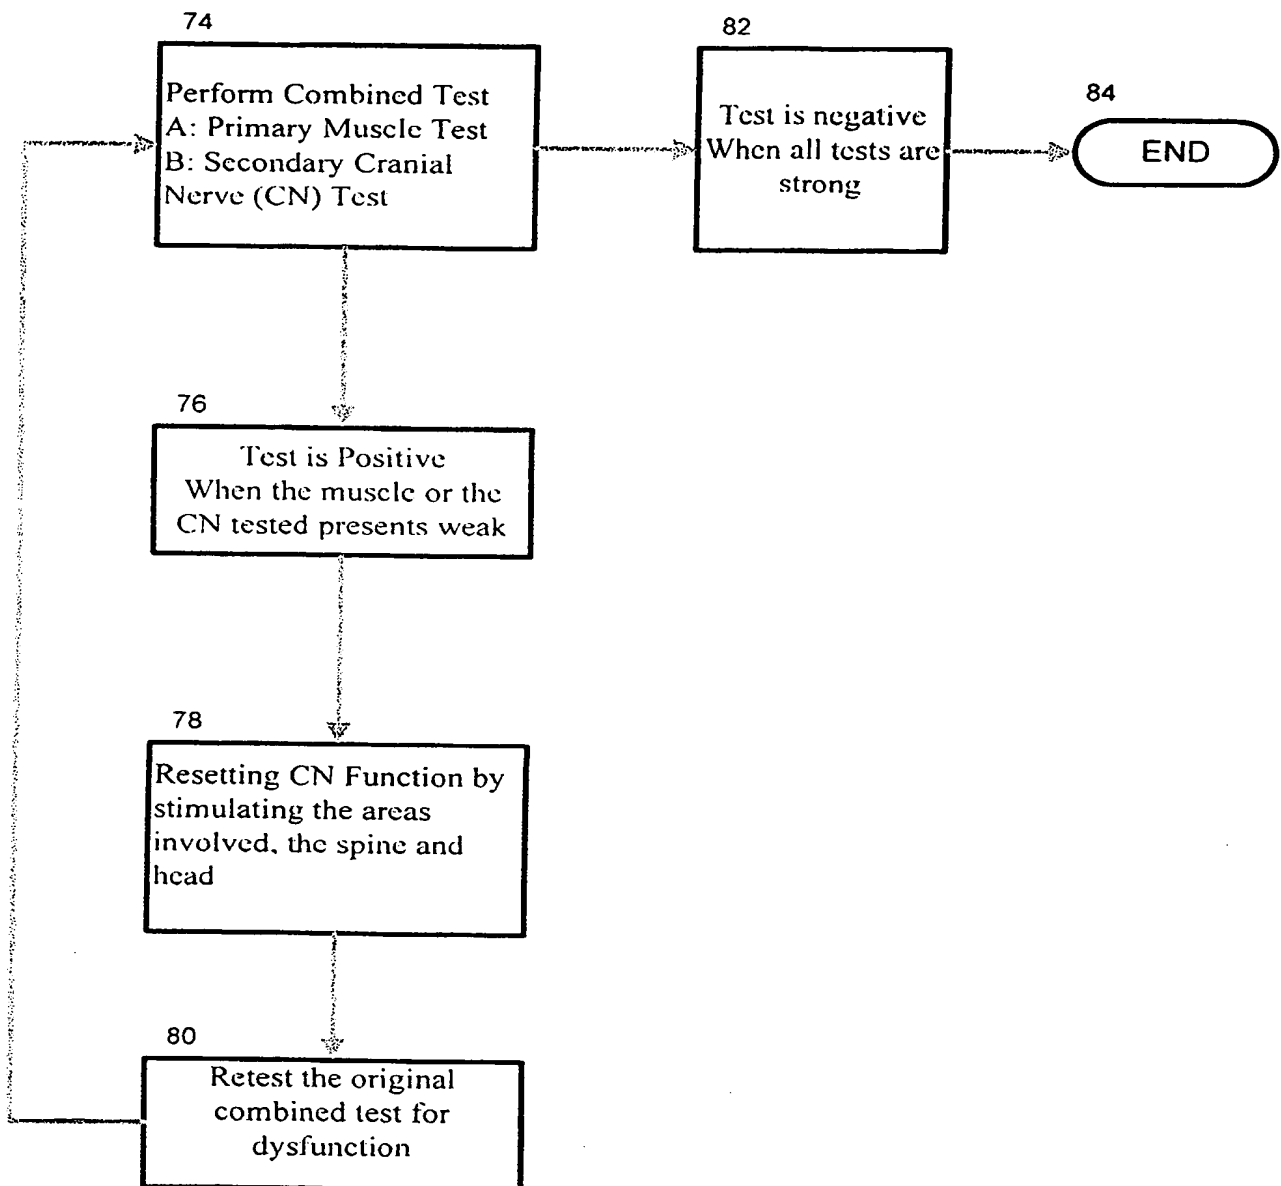 74
Perform Combined Test
A: Primary Muscle Test
B: Secondary Cranial
Nerve (CN) Test
82
Test is negative
When all tests are
strong
84
END
76
Test is Positive
When the muscle or the
CN tested presents weak
78
Resetting CN Function by
stimulating the areas
involved, the spine and
head
80
Retest the original
combined test for
dysfunction